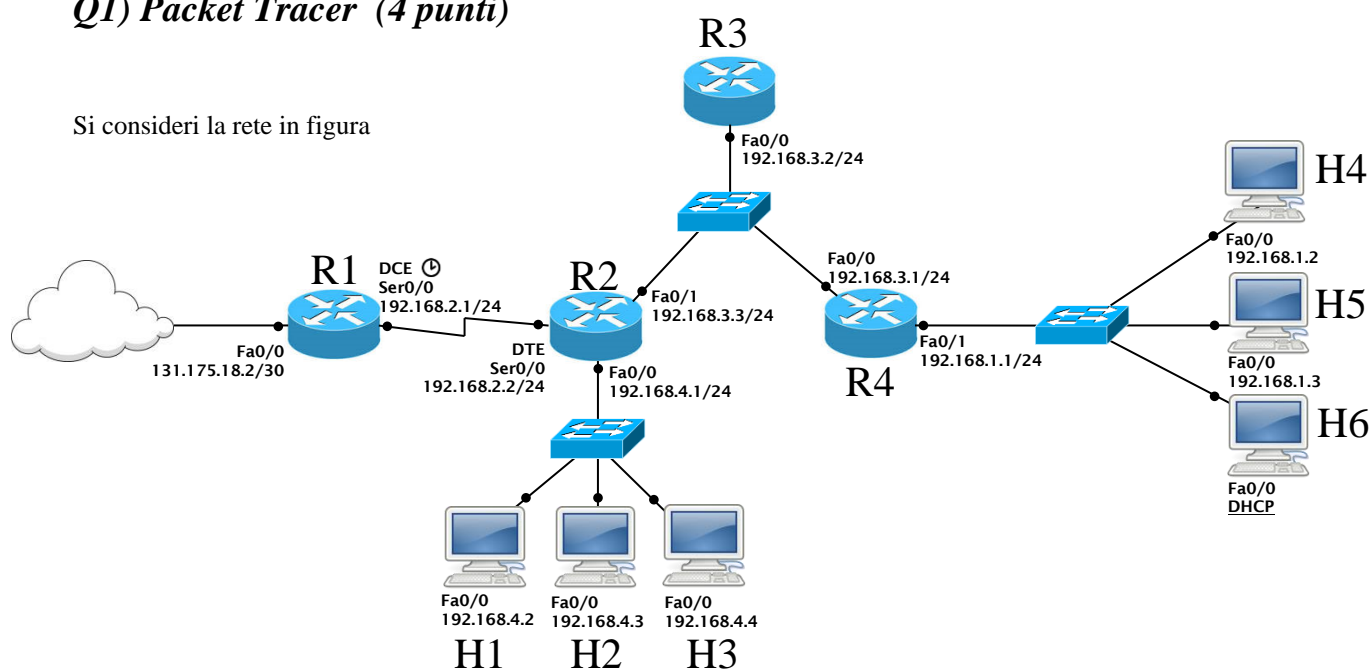 Q1) Packet Tracer (4 punti)
R3
Si consideri la rete in figura
Fa0/0
192.168.3.2/24
H4
Fa0/0
192.168.1.2
R1
DCE
Ser0/0
192.168.2.1/24
R2
Fa0/1
192.168.3.3/24
Fa0/0
192.168.3.1/24
H5
Fa0/0
192.168.1.3
Fa0/0
131.175.18.2/30
DTE
Ser0/0
192.168.2.2/24
Fa0/0
192.168.4.1/24
R4
Fa0/1
192.168.1.1/24
H6
Fa0/0
DHCP
Fa0/0
192.168.4.2
Fa0/0
192.168.4.3
Fa0/0
192.168.4.4
H1
H2
H3